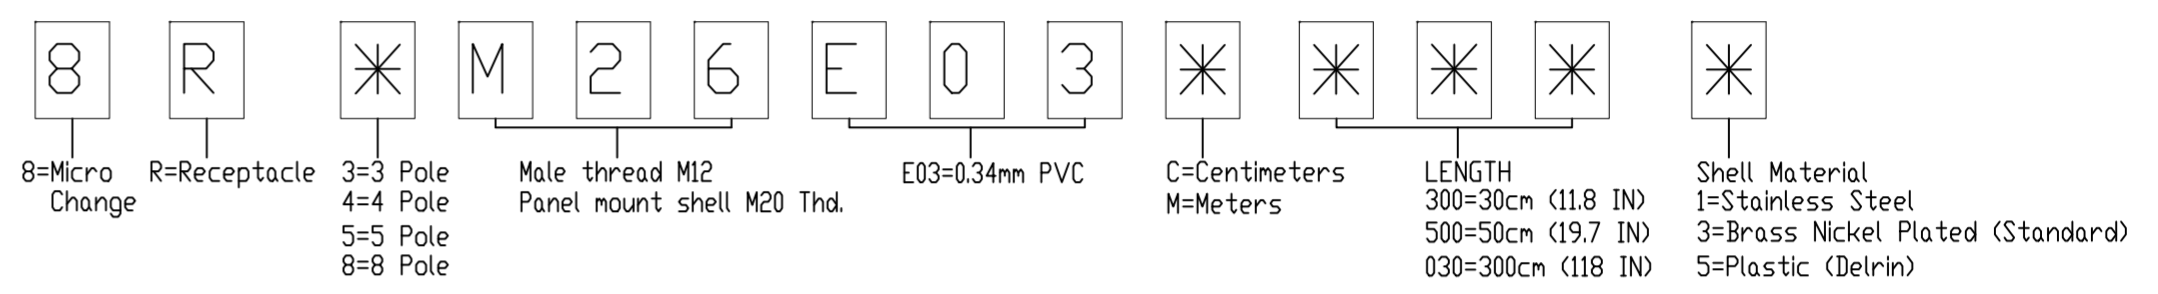 8 R * M 2 6 E 0 3 * * * * *
8=Micro Change
R=Receptacle
3=3 Pole
4=4 Pole
5=5 Pole
8=8 Pole
Male thread M12
Panel mount shell M20 Thd.
E03=0.34mm PVC
C=Centimeters
M=Meters
LENGTH
300=30cm (11.8 IN)
500=50cm (19.7 IN)
030=300cm (118 IN)
Shell Material
1=Stainless Steel
3=Brass Nickel Plated (Standard)
5=Plastic (Delrin)